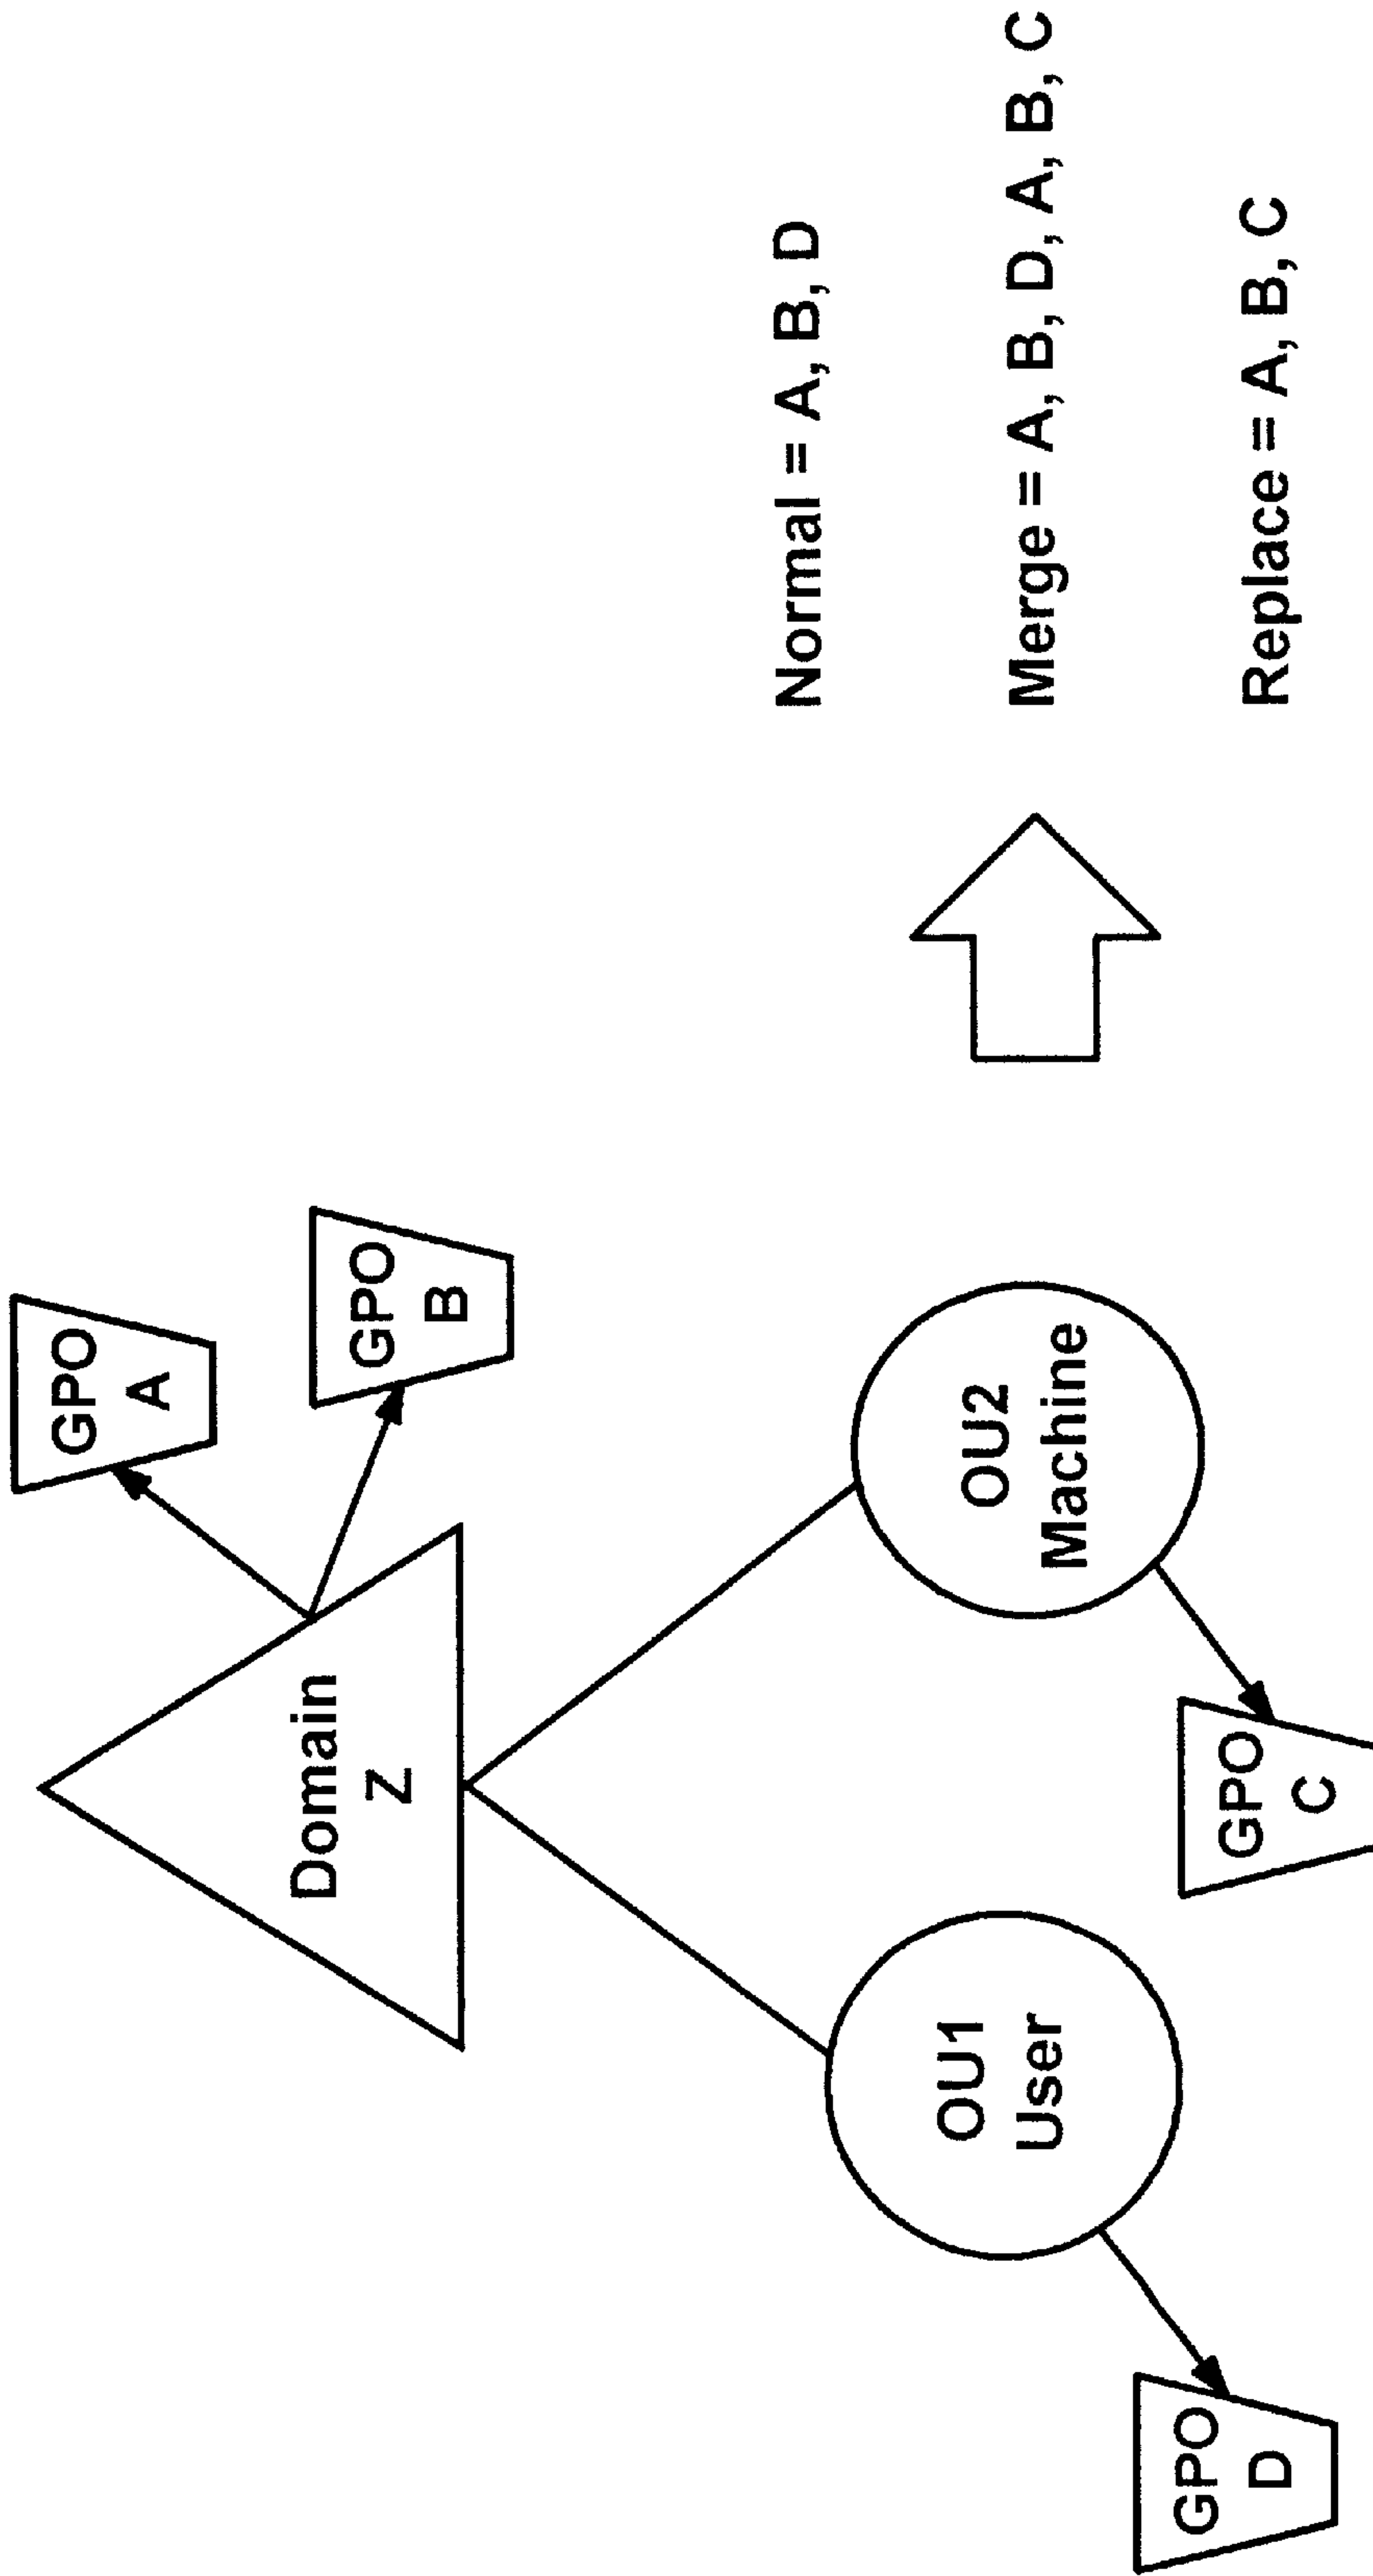 GPO
A
GPO
B
Domain
Z
OU1
User
OU2
Machine
GPO
D
GPO
C
Normal = A, B, D
Merge = A, B, D, A, B, C
Replace = A, B, C